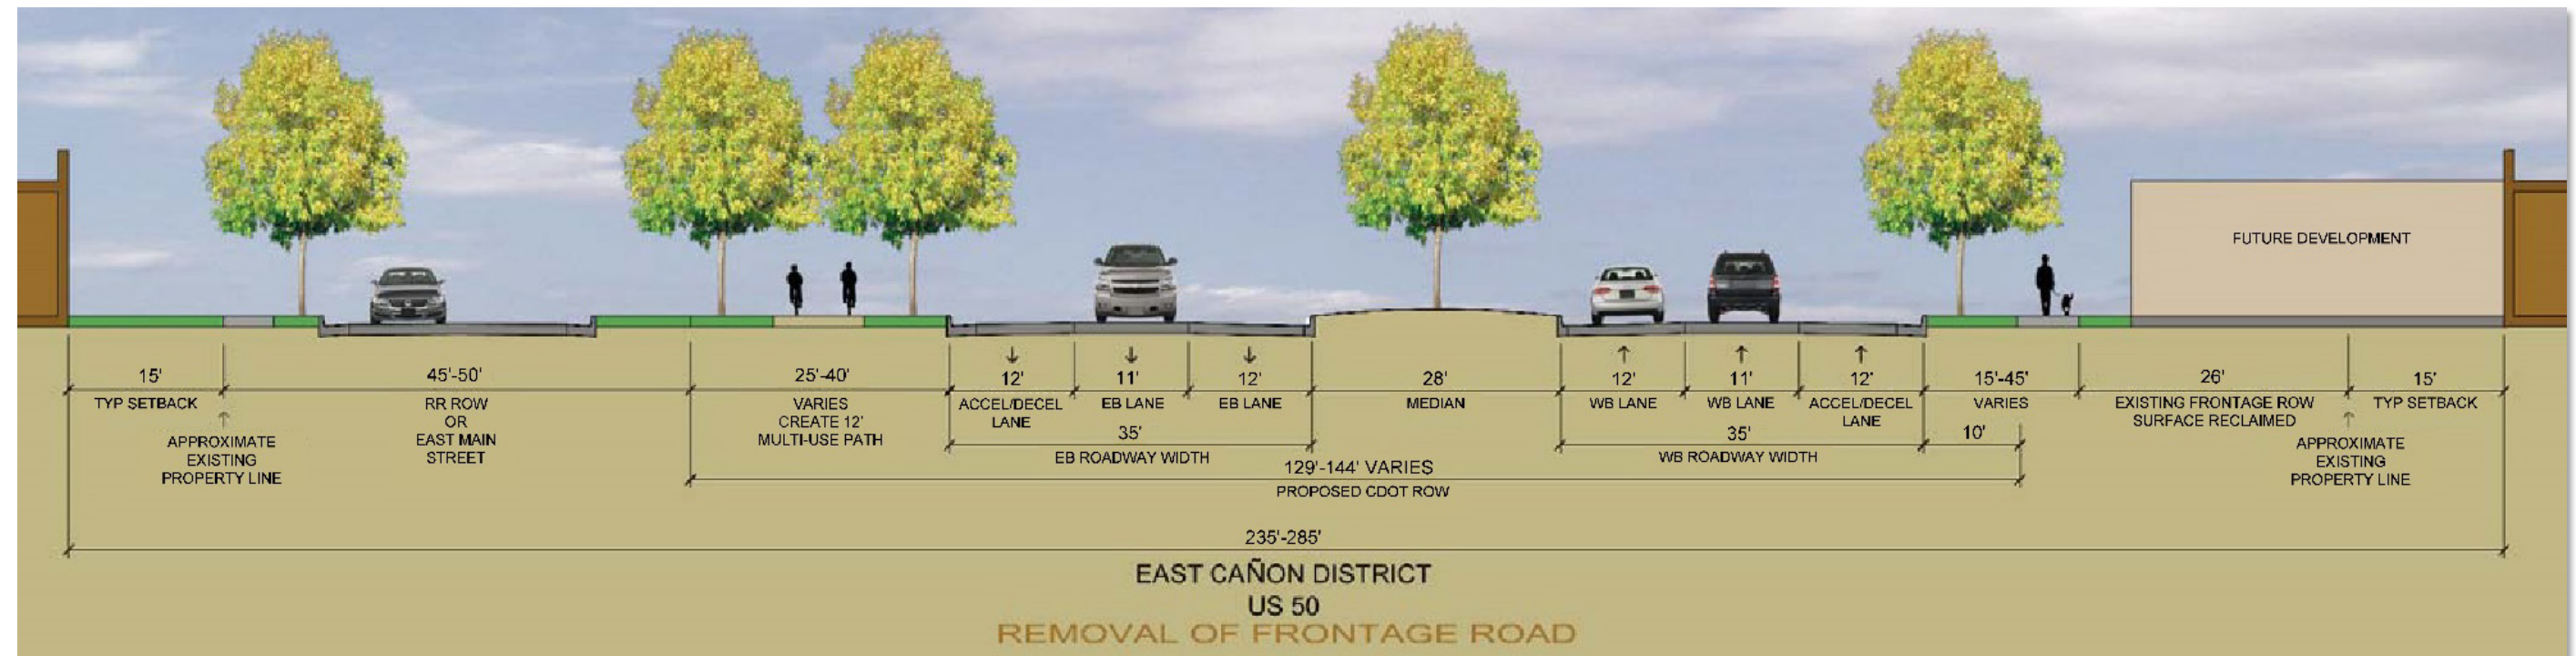 FUTURE DEVELOPMENT
15'
TYP SETBACK
APPROXIMATE
EXISTING
PROPERTY LINE
45'-50'
RR ROW
OR
EAST MAIN
STREET
25'-40'
VARIES
CREATE 12'
MULTI-USE PATH
12'
ACCEL/DECEL
LANE
11'
EB LANE
12'
EB LANE
35'
EB ROADWAY WIDTH
28'
MEDIAN
12'
WB LANE
11'
WB LANE
12'
ACCEL/DECEL
LANE
35'
WB ROADWAY WIDTH
15'-45'
VARIES
10'
26'
EXISTING FRONTAGE ROW
SURFACE RECLAIMED
15'
TYP SETBACK
APPROXIMATE
EXISTING
PROPERTY LINE
129'-144' VARIES
PROPOSED CDOT ROW
235'-285'
EAST CAÑON DISTRICT
US 50
REMOVAL OF FRONTAGE ROAD